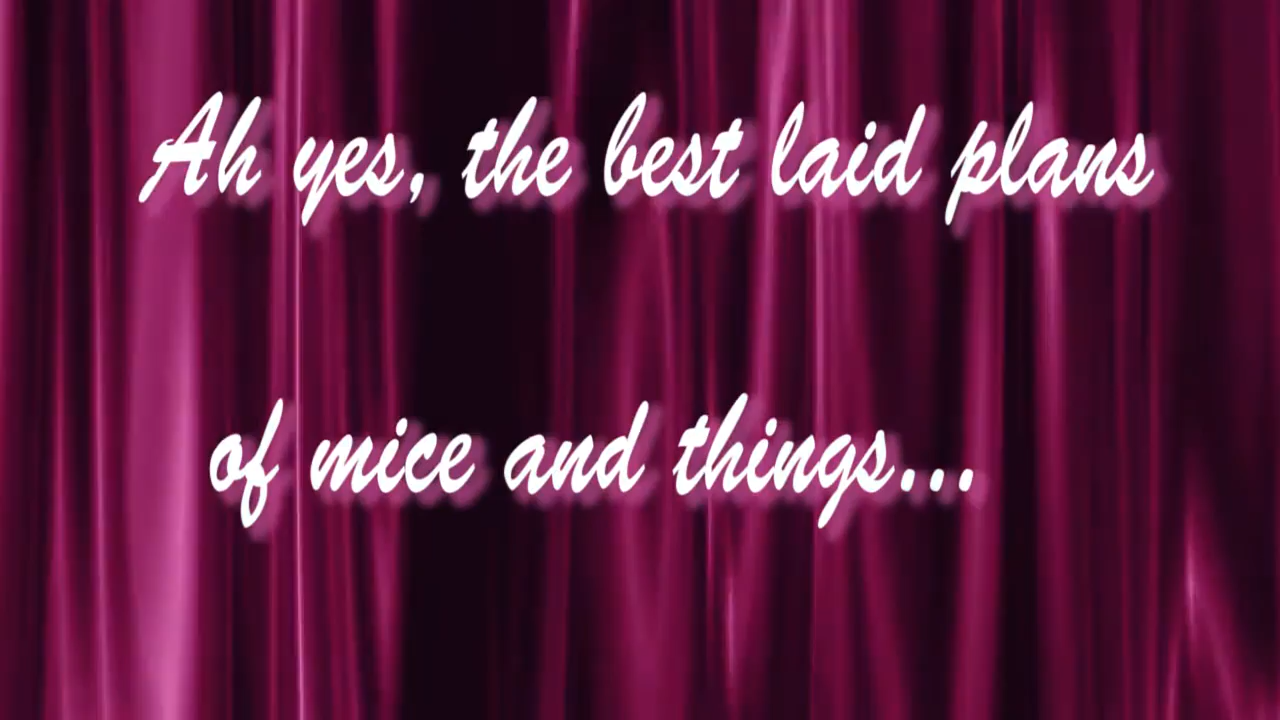 Ah yes, the best laid plans
of mice and things...